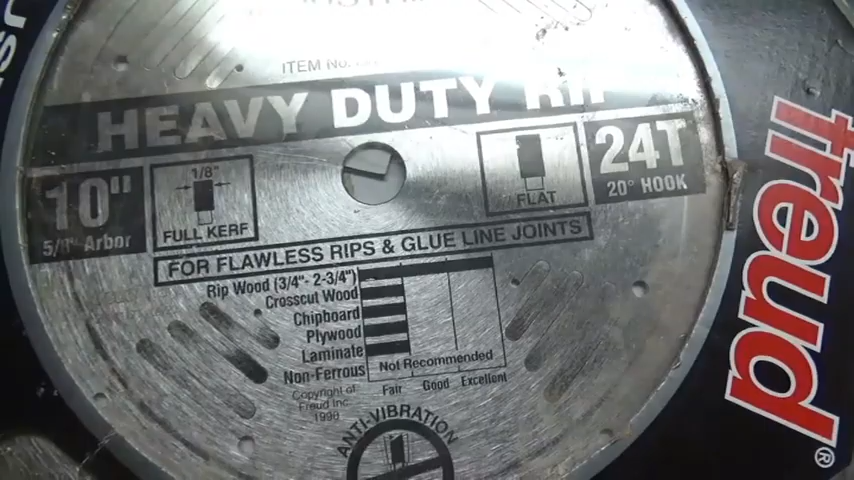 ITEM No.
HEAVY DUTY RIP
10"
5/8" Arbor
1/8"
FULL KERF
FLAT
24T
20° HOOK
FOR FLAWLESS RIPS & GLUE LINE JOINTS
Rip Wood (3/4"- 2-3/4")
Crosscut Wood
Chipboard
Plywood
Laminate
Non-Ferrous
Not Recommended
Fair Good Excellent
Copyright of
Freud Inc.
1998
ANTI-VIBRATION
freud®